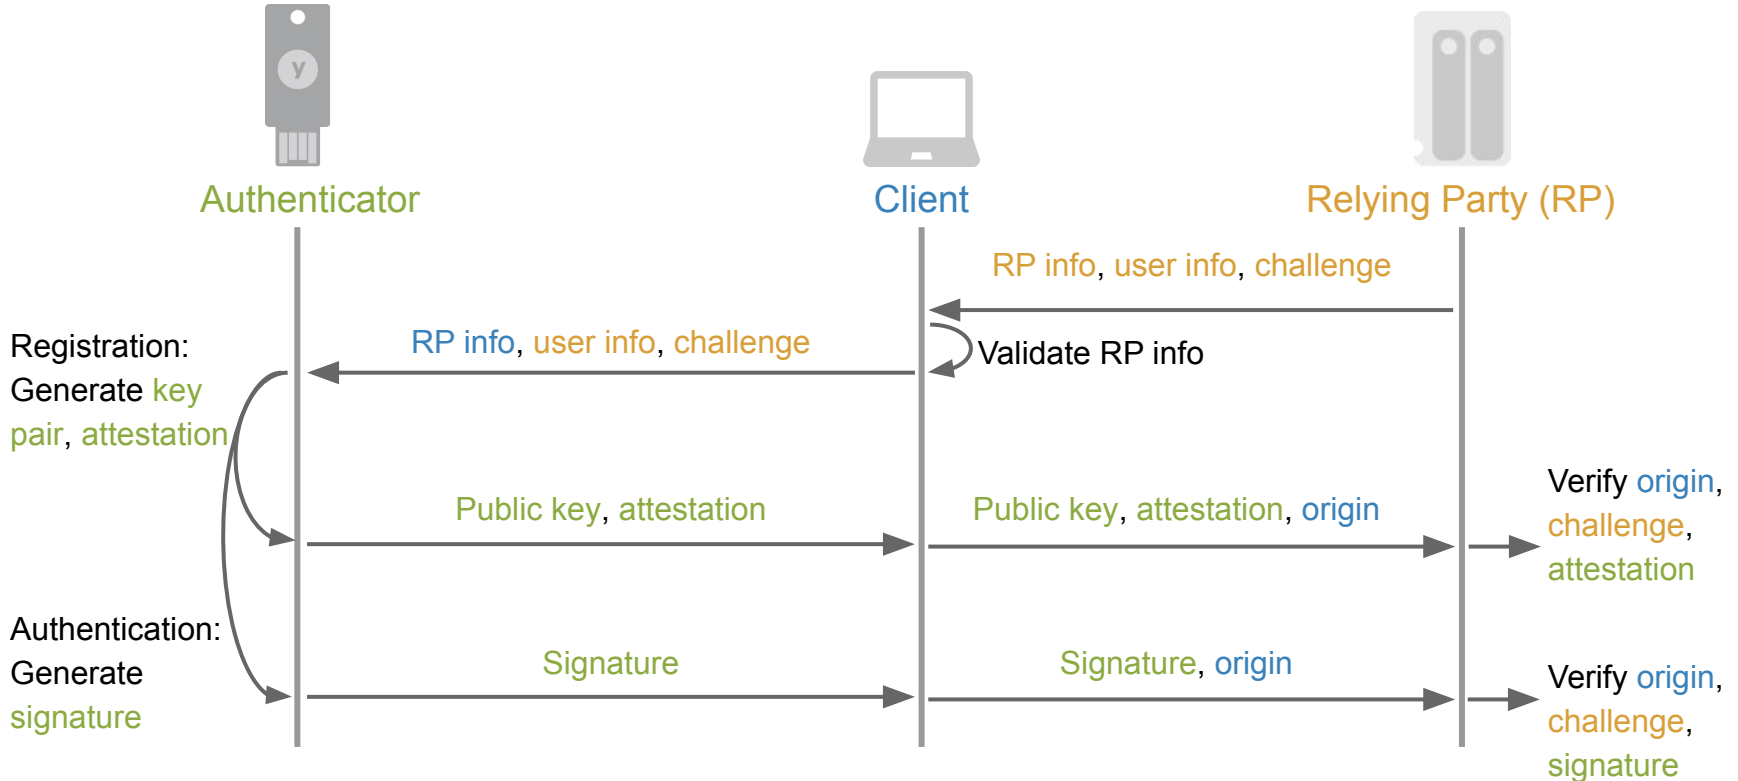 y
Authenticator
Client
Relying Party (RP)
RP info, user info, challenge
Validate RP info
RP info, user info, challenge
Registration:
Generate key
pair, attestation
Public key, attestation
Public key, attestation, origin
Verify origin,
challenge,
attestation
Authentication:
Generate
signature
Signature
Signature, origin
Verify origin,
challenge,
signature